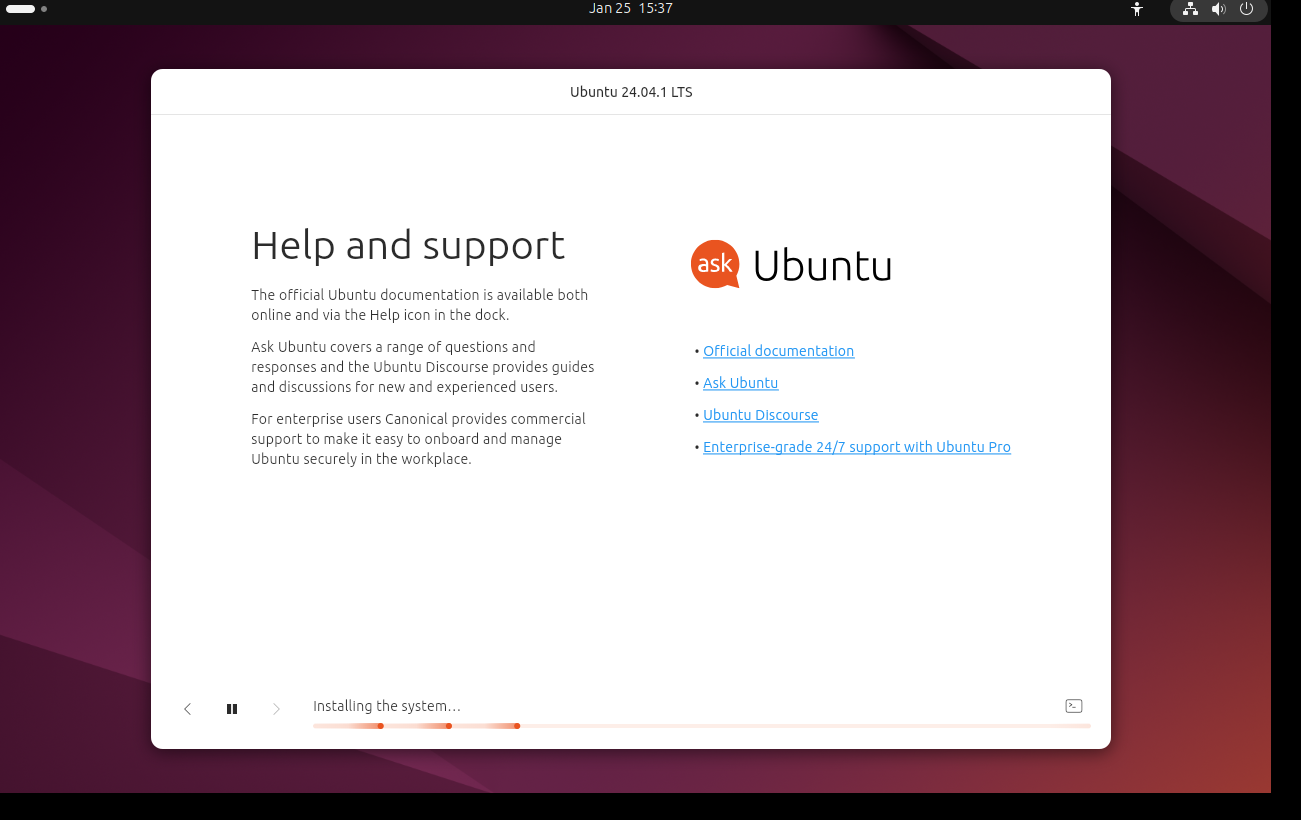 Jan 25 15:37
Ubuntu 24.04.1 LTS
Help and support
The official Ubuntu documentation is available both
online and via the Help icon in the dock.
Ask Ubuntu covers a range of questions and
responses and the Ubuntu Discourse provides guides
and discussions for new and experienced users.
For enterprise users Canonical provides commercial
support to make it easy to onboard and manage
Ubuntu securely in the workplace.
ask Ubuntu
• Official documentation
• Ask Ubuntu
• Ubuntu Discourse
• Enterprise-grade 24/7 support with Ubuntu Pro
Installing the system…